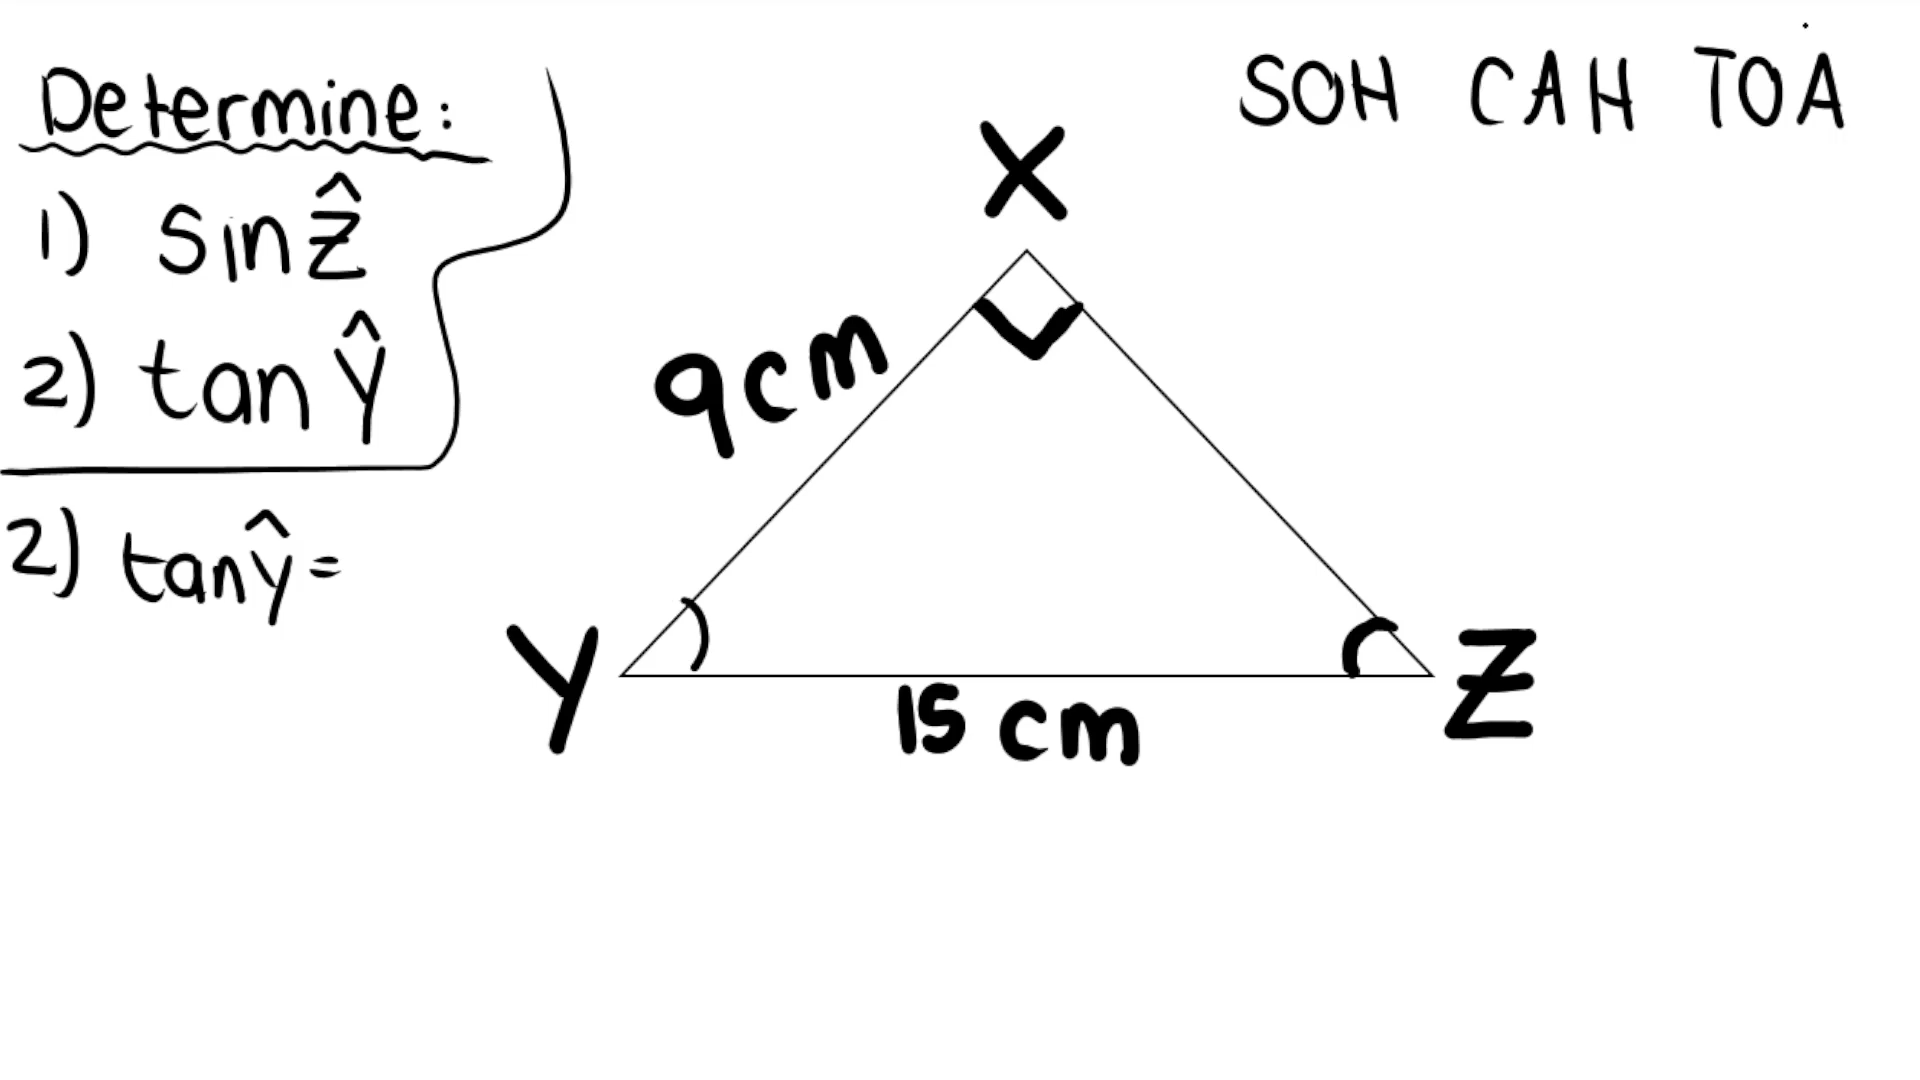 Determine:
1) sin Ẑ
2) tan Ŷ
2) tan ŷ =
SOH CAH TOA
X
9cm
Y
Z
15 cm